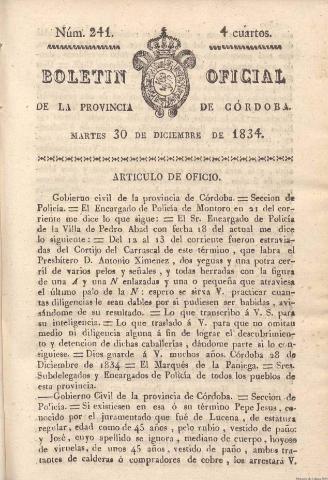 Núm. 241. 4 cuartos.
BOLETIN OFICIAL
DE LA PROVINCIA DE CÓRDOBA.
MARTES 30 DE DICIEMBRE DE 1834.
ARTICULO DE OFICIO.
Gobierno civil de la provincia de Córdoba. = Seccion de
Policía. = El Encargado de Policía de Montoro en 21 del cor-
riente me dice lo que sigue: = El Sr. Encargado de Policía
de la Villa de Pedro Abad con fecha 18 del actual me dice
lo siguiente: = Del 12 al 13 del corriente fueron estravia-
das del Cortijo del Carrascal de este término, que labra el
Presbítero D. Antonio Ximenez, dos yeguas y una potra cer-
ril de varios pelos y señales, y todas herradas con la figura
de una A y una N enlazadas y una o pequeña que atraviesa
el último palo de la N: espero se sirva V. practicar cuan-
tas diligencias le sean dables por si pudiesen ser habidas, avi-
sándome de su resultado. = Lo que transcribo á V. S. para
su inteligencia. = Lo que traslado á V. para que no omitan
medio ni diligencia alguna á fin de lograr el descubrimien-
to y detencion de dichas caballerias, dándome parte si lo con-
siguiese. = Dios guarde á V. muchos años. Córdoba 28 de
Diciembre de 1834 = El Marqués de la Paniega. = Sres.
Subdelegados y Encargados de Policía de todos los pueblos de
esta provincia.
—Gobierno Civil de la provincia de Córdoba. = Seccion de
Policía. = Si existiesen en esa ó su término Pepe Jesus, co-
nocido por el juramentado que fué de Lucena, de estatura
regular, edad como de 45 años, pelo rubio, vestido de paño;
y José, cuyo apellido se ignora, mediano de cuerpo, hoyoso
de viruelas, de unos 45 años, vestido de paño, ambos tra-
tantes de calderas ó compradores de cobre, los arrestará V.